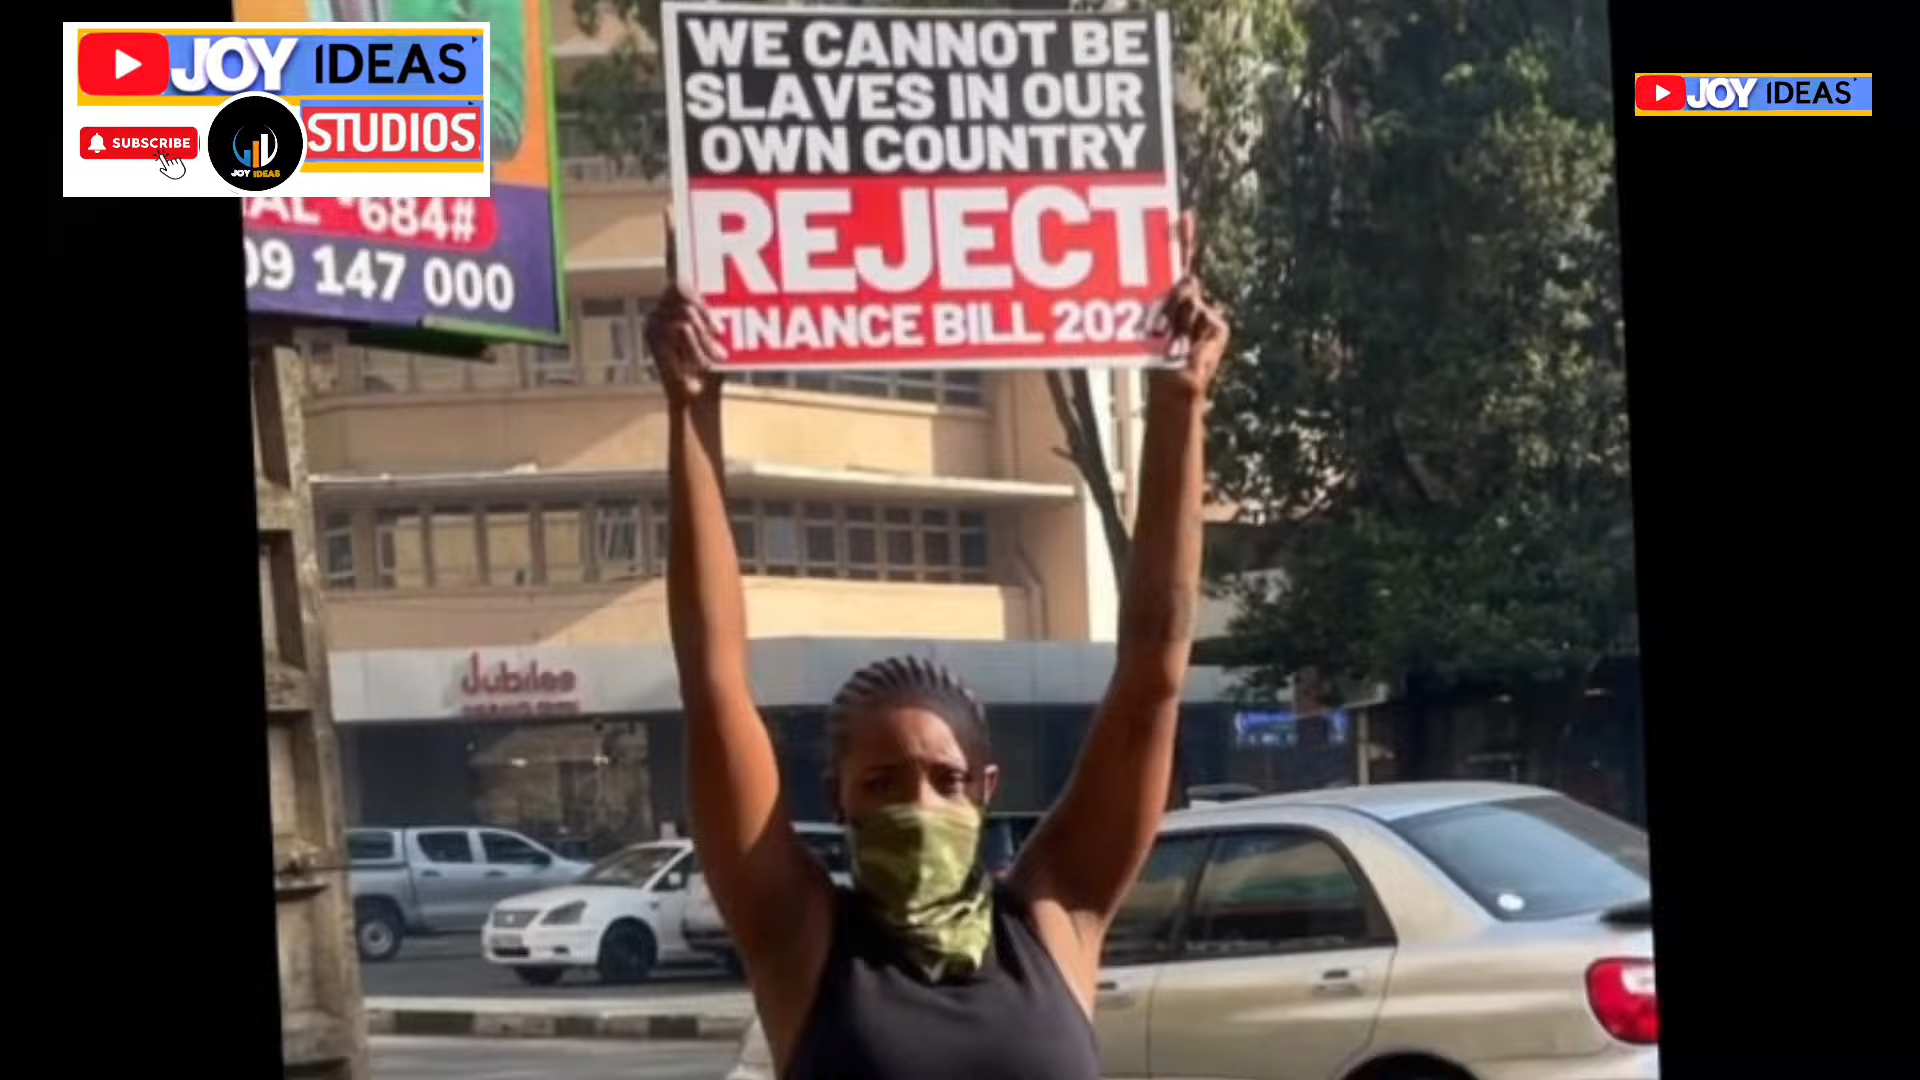 JOY IDEAS
SUBSCRIBE
JOY IDEAS
STUDIOS
JOY IDEAS
*684#
09 147 000
WE CANNOT BE
SLAVES IN OUR
OWN COUNTRY
REJECT
FINANCE BILL
Jubilee